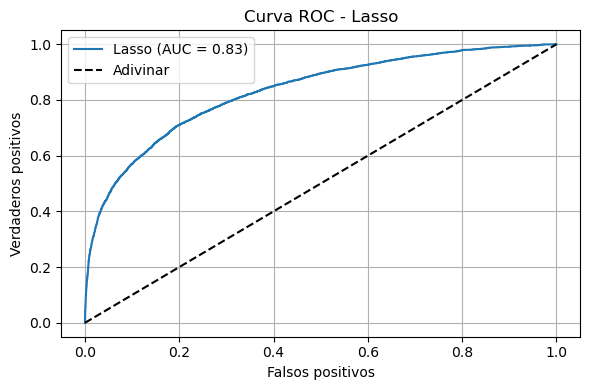 Curva ROC - Lasso
Lasso (AUC = 0.83)
Adivinar
Verdaderos positivos
1.0
0.8
0.6
0.4
0.2
0.0
0.0 0.2 0.4 0.6 0.8 1.0
Falsos positivos